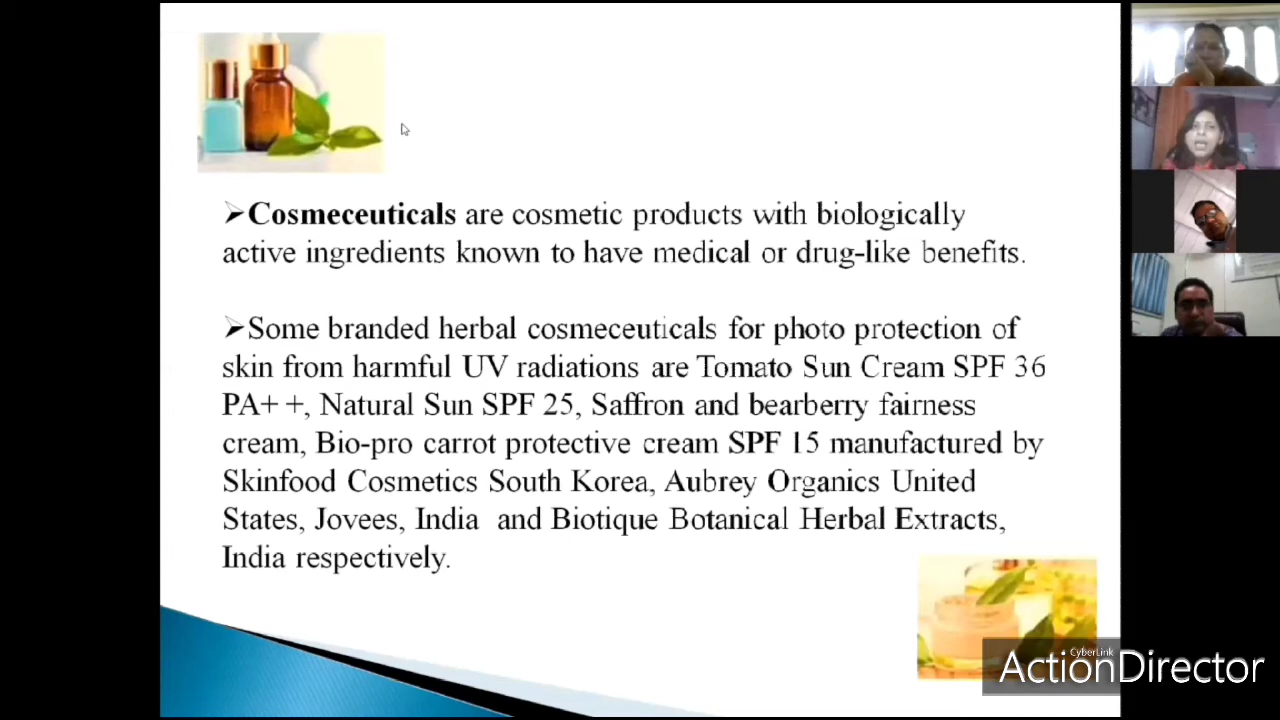 ➢Cosmeceuticals are cosmetic products with biologically
active ingredients known to have medical or drug-like benefits.
➢Some branded herbal cosmeceuticals for photo protection of
skin from harmful UV radiations are Tomato Sun Cream SPF 36
PA+ +, Natural Sun SPF 25, Saffron and bearberry fairness
cream, Bio-pro carrot protective cream SPF 15 manufactured by
Skinfood Cosmetics South Korea, Aubrey Organics United
States, Jovees, India and Biotique Botanical Herbal Extracts,
India respectively.
CyberLink
ActionDirector